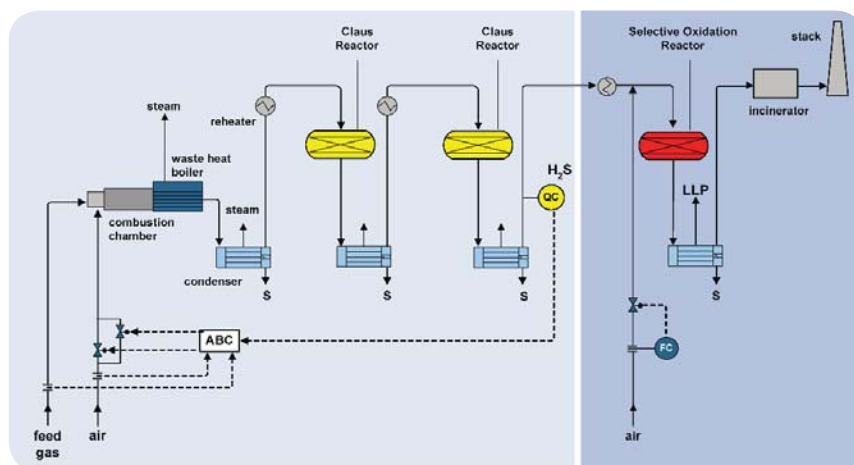 Claus
Reactor
Claus
Reactor
Selective Oxidation
Reactor
stack
steam
reheater
incinerator
waste heat
boiler
H2S
LLP
QC
steam
combustion
chamber
condenser
S
S
S
S
ABC
FC
feed
gas
air
air